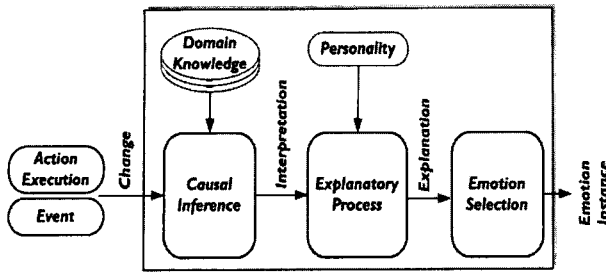 Domain
Knowledge
Personality
Action
Execution
Event
Change
Causal
Inference
Interpretation
Explanatory
Process
Explanation
Emotion
Selection
Emotion
Instance